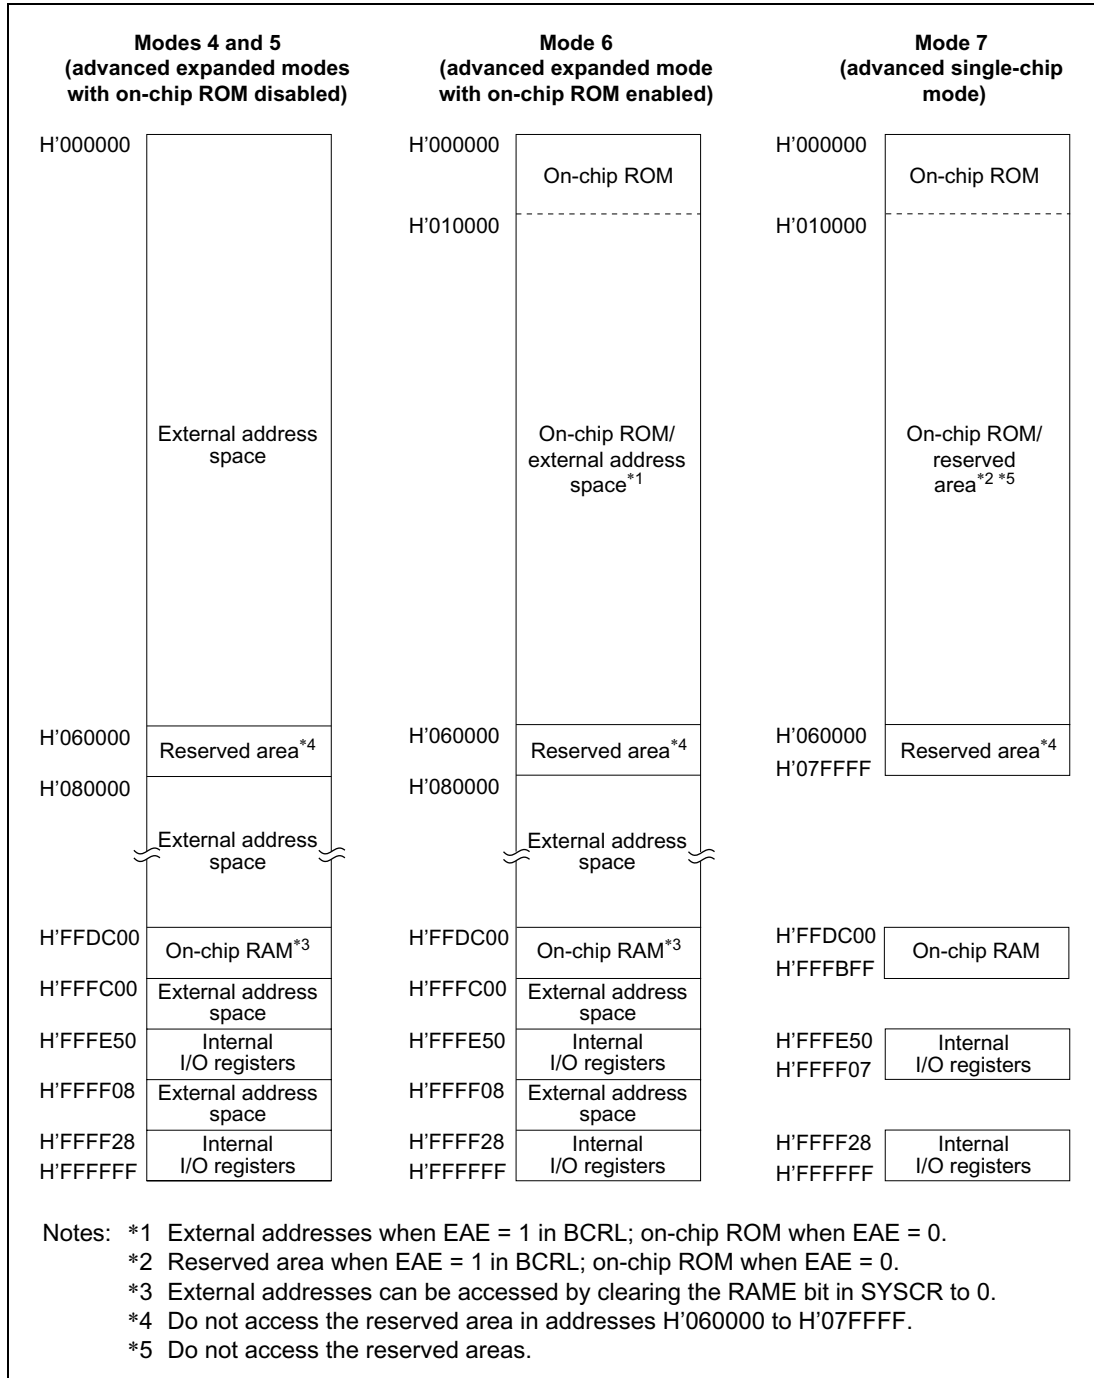 Modes 4 and 5
(advanced expanded modes
with on-chip ROM disabled)
H'000000
External address
space
H'060000
Reserved area*4
H'080000
External address
space
H'FFDC00
On-chip RAM*3
H'FFFC00
External address
space
H'FFFE50
Internal
I/O registers
H'FFFF08
External address
space
H'FFFF28
Internal
I/O registers
H'FFFFFF
Mode 6
(advanced expanded mode
with on-chip ROM enabled)
H'000000
On-chip ROM
H'010000
On-chip ROM/
external address
space*1
H'060000
Reserved area*4
H'080000
External address
space
H'FFDC00
On-chip RAM*3
H'FFFC00
External address
space
H'FFFE50
Internal
I/O registers
H'FFFF08
External address
space
H'FFFF28
Internal
I/O registers
H'FFFFFF
Mode 7
(advanced single-chip
mode)
H'000000
On-chip ROM
H'010000
On-chip ROM/
reserved
area*2 *5
H'060000
Reserved area*4
H'07FFFF
H'FFDC00
On-chip RAM
H'FFFBFF
H'FFFE50
Internal
I/O registers
H'FFFF07
H'FFFF28
Internal
I/O registers
H'FFFFFF
Notes: *1 External addresses when EAE = 1 in BCRL; on-chip ROM when EAE = 0.
*2 Reserved area when EAE = 1 in BCRL; on-chip ROM when EAE = 0.
*3 External addresses can be accessed by clearing the RAME bit in SYSCR to 0.
*4 Do not access the reserved area in addresses H'060000 to H'07FFFF.
*5 Do not access the reserved areas.